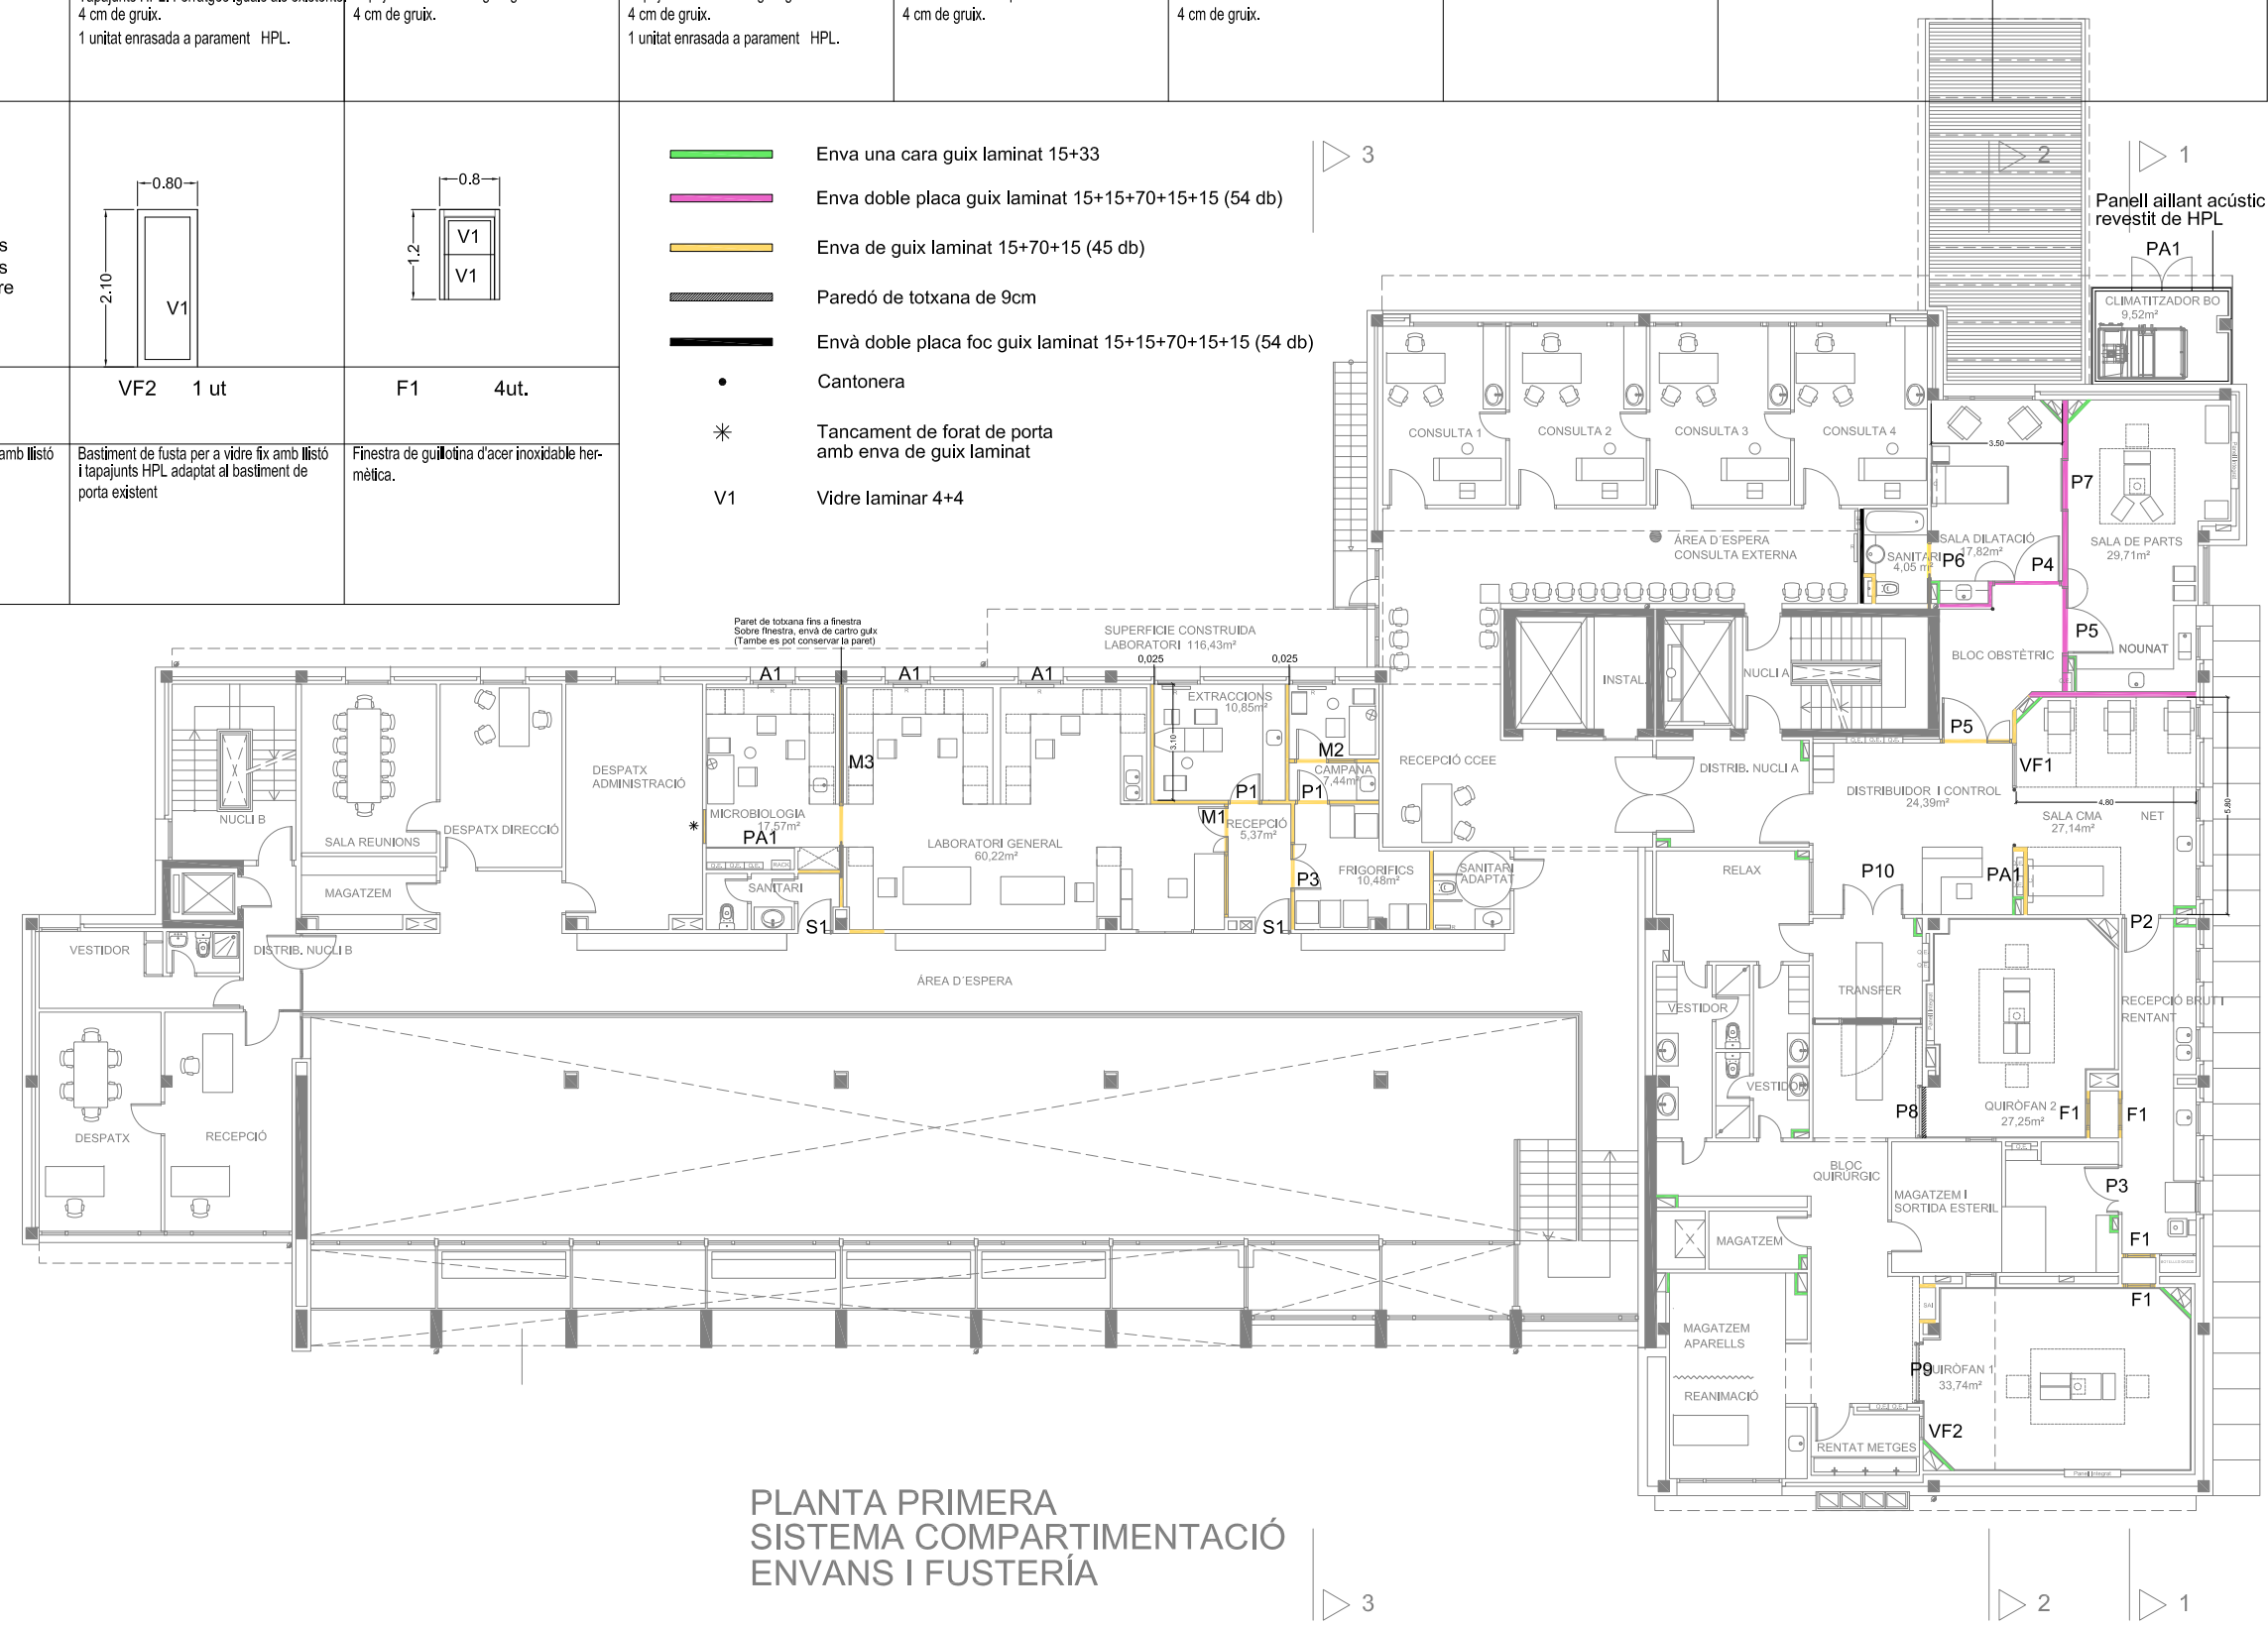 4 cm de gruix.
1 unitat enrasada a parament HPL.
4 cm de gruix.
4 cm de gruix.
1 unitat enrasada a parament HPL.
4 cm de gruix.
4 cm de gruix.
0.80
2.10
V1
VF2 1 ut
0.8
1.2
V1
V1
F1 4ut.
amb llistó
Bastiment de fusta per a vidre fix amb llistó
i tapajunts HPL adaptat al bastiment de
porta existent
Finestra de guillotina d'acer inoxidable her-
mètica.
Enva una cara guix laminat 15+33
Enva doble placa guix laminat 15+15+70+15+15 (54 db)
Enva de guix laminat 15+70+15 (45 db)
Paredó de totxana de 9cm
Envà doble placa foc guix laminat 15+15+70+15+15 (54 db)
Cantonera
Tancament de forat de porta
amb enva de guix laminat
V1 Vidre laminar 4+4
3
2
1
Panell aillant acústic
revestit de HPL
PA1
CLIMATITZADOR BO
9,52m²
CONSULTA 1
CONSULTA 2
CONSULTA 3
CONSULTA 4
3.50
P7
ÀREA D'ESPERA
CONSULTA EXTERNA
SANITARI
4,05 m²
P6
SALA DILATACIÓ
17,82m²
P4
SALA DE PARTS
29,71m²
Paret de totxana fins a finestra
Sobre finestra, envà de cartro guix
(Tambe es pot conservar la paret)
SUPERFICIE CONSTRUIDA
LABORATORI 116,43m²
0,025
0,025
P5
NOUNAT
BLOC OBSTÈTRIC
A1
A1
A1
EXTRACCIONS
10,85m²
3.10
INSTAL.
NUCLI A
M3
M2
CAMPANA
7,44m²
RECEPCIÓ CCEE
DISTRIB. NUCLI A
P5
VF1
DESPATX
ADMINISTRACIÓ
P1
P1
DISTRIBUIDOR I CONTROL
24,39m²
4.80
5.80
NUCLI B
SALA REUNIONS
DESPATX DIRECCIÓ
MICROBIOLOGIA
17,57m²
PA1
M1
RECEPCIÓ
5,37m²
SALA CMA
27,14m²
NET
LABORATORI GENERAL
60,22m²
RACK
MAGATZEM
SANITARI
P3
FRIGORIFICS
10,48m²
SANITARI
ADAPTAT
RELAX
P10
PA1
S1
S1
P2
VESTIDOR
DISTRIB. NUCLI B
ÁREA D'ESPERA
TRANSFER
VESTIDOR
RECEPCIÓ BRUT I
RENTANT
VESTIDOR
P8
QUIRÒFAN 2
27,25m²
F1
F1
DESPATX
RECEPCIÓ
BLOC
QUIRÚRGIC
MAGATZEM I
SORTIDA ESTERIL
P3
MAGATZEM
F1
SAI
F1
MAGATZEM
APARELLS
P9
QUIRÒFAN 1
33,74m²
REANIMACIÓ
VF2
RENTAT METGES
Panell integrat
PLANTA PRIMERA
SISTEMA COMPARTIMENTACIÓ
ENVANS I FUSTERÍA
3
2
1